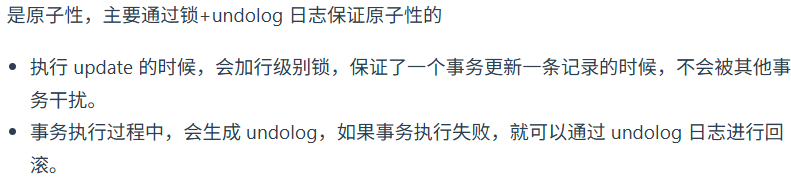 是原子性，主要通过锁+undolog 日志保证原子性的
执行 update 的时候，会加行级别锁，保证了一个事务更新一条记录的时候，不会被其他事
务干扰。
事务执行过程中，会生成 undolog，如果事务执行失败，就可以通过 undolog 日志进行回
滚。